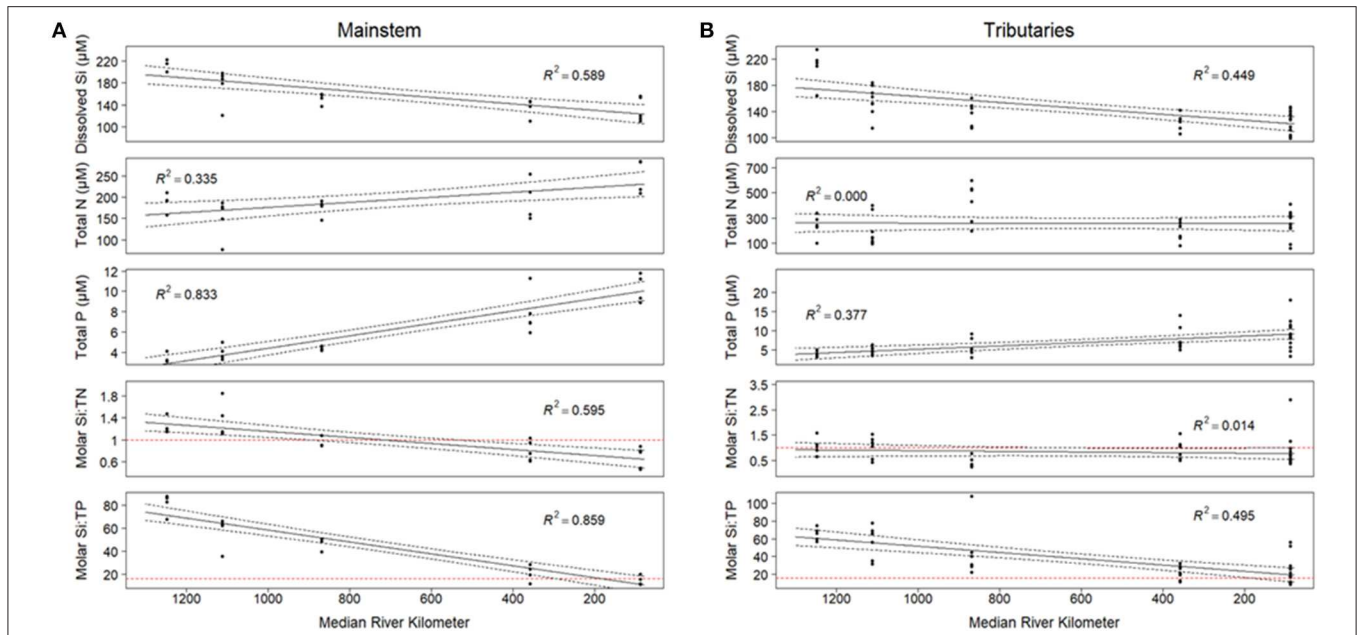 A
Mainstem
Dissolved Si (µM)
220
180
140
100
R² = 0.589
Total N (µM)
250
200
150
100
R² = 0.335
Total P (µM)
12
10
8
6
4
R² = 0.833
Molar Si:TN
1.8
1.4
1
0.6
R² = 0.595
Molar Si:TP
80
60
40
20
R² = 0.859
1200 1000 800 600 400 200
Median River Kilometer
B
Tributaries
Dissolved Si (µM)
220
180
140
100
R² = 0.449
Total N (µM)
700
500
300
100
R² = 0.000
Total P (µM)
20
15
10
5
R² = 0.377
Molar Si:TN
3.5
2.5
1.5
0.5
R² = 0.014
Molar Si:TP
100
80
60
40
20
R² = 0.495
1200 1000 800 600 400 200
Median River Kilometer